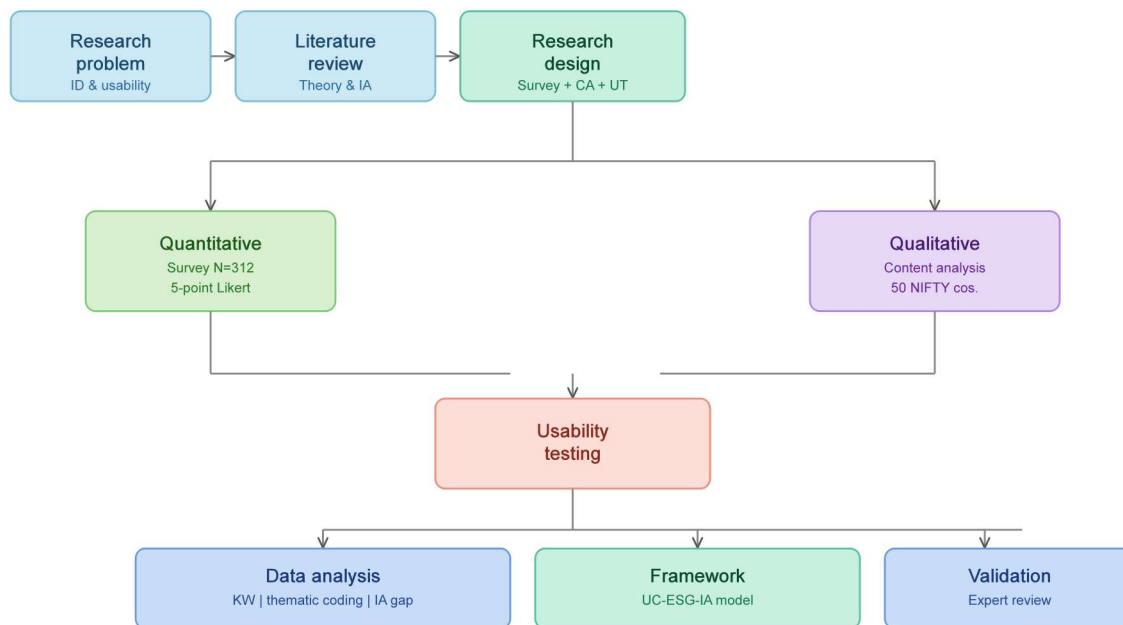 Research
problem
ID & usability
Literature
review
Theory & IA
Research
design
Survey + CA + UT
Quantitative
Survey N=312
5-point Likert
Qualitative
Content analysis
50 NIFTY cos.
Usability
testing
Data analysis
KW | thematic coding | IA gap
Framework
UC-ESG-IA model
Validation
Expert review